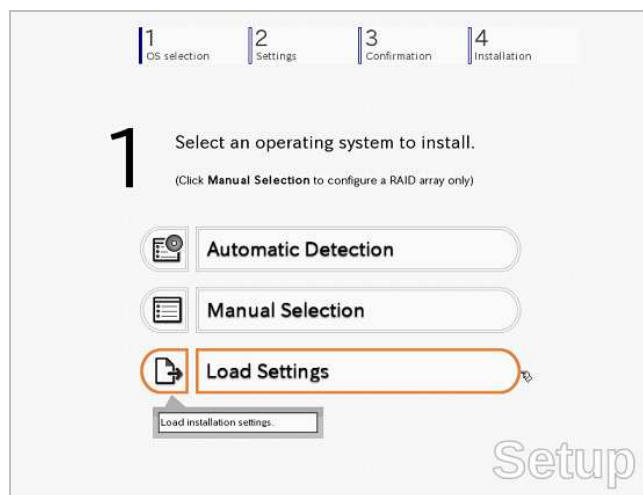 1
OS selection
2
Settings
3
Confirmation
4
Installation
1
Select an operating system to install.
(Click Manual Selection to configure a RAID array only)
Automatic Detection
Manual Selection
Load Settings
Load installation settings.
Setup